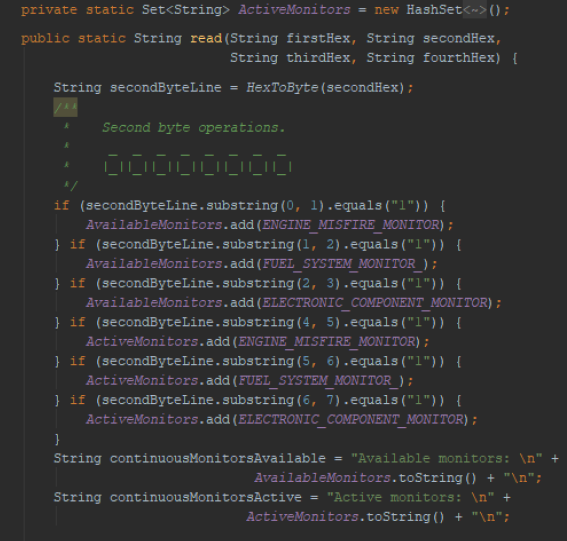 private static Set<String> ActiveMonitors = new HashSet<~>();
public static String read(String firstHex, String secondHex,
String thirdHex, String fourthHex) {
String secondByteLine = HexToByte(secondHex);
/**
* Second byte operations.
*
* _ _ _ _ _ _ _ _
* |_||_||_||_||_||_||_||_|
*/
if (secondByteLine.substring(0, 1).equals("1")) {
AvailableMonitors.add(ENGINE_MISFIRE_MONITOR);
} if (secondByteLine.substring(1, 2).equals("1")) {
AvailableMonitors.add(FUEL_SYSTEM_MONITOR_);
} if (secondByteLine.substring(2, 3).equals("1")) {
AvailableMonitors.add(ELECTRONIC_COMPONENT_MONITOR);
} if (secondByteLine.substring(4, 5).equals("1")) {
ActiveMonitors.add(ENGINE_MISFIRE_MONITOR);
} if (secondByteLine.substring(5, 6).equals("1")) {
ActiveMonitors.add(FUEL_SYSTEM_MONITOR_);
} if (secondByteLine.substring(6, 7).equals("1")) {
ActiveMonitors.add(ELECTRONIC_COMPONENT_MONITOR);
}
String continuousMonitorsAvailable = "Available monitors: \n" +
AvailableMonitors.toString() + "\n";
String continuousMonitorsActive = "Active monitors: \n" +
ActiveMonitors.toString() + "\n";